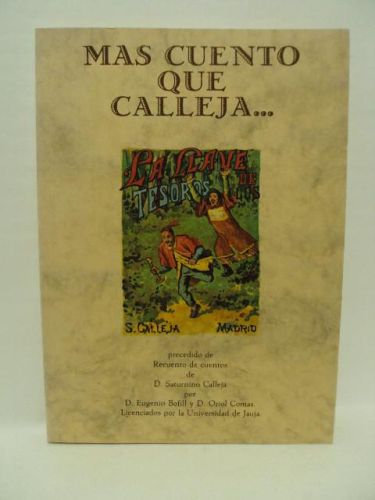 MAS CUENTO
QUE
CALLEJA...
LA LLAVE
DE
TESOROS
S. CALLEJA MADRID
precedido de
Recuento de cuentos
de
D. Saturnino Calleja
por
D. Eugenio Bofill y D. Oriol Comas.
Licenciados por la Universidad de Jauja.